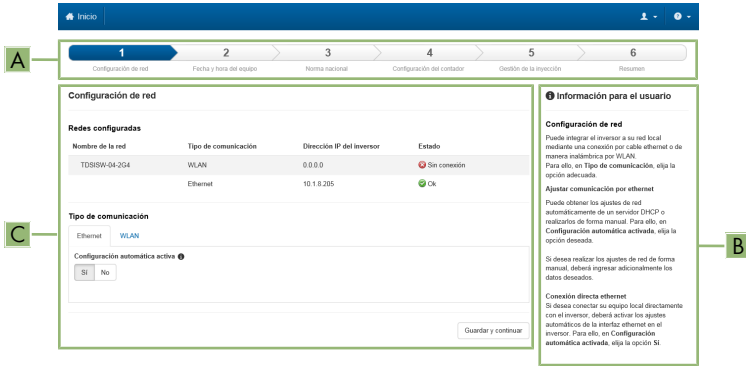 Inicio
A
1 2 3 4 5 6
Configuración de red Fecha y hora del equipo Norma nacional Configuración del contador Gestión de la inyección Resumen
C
Configuración de red
Redes configuradas
Nombre de la red Tipo de comunicación Dirección IP del inversor Estado
TDSISW-04-2G4 WLAN 0.0.0.0 Sin conexión
Ethernet 10.1.8.205 Ok
Tipo de comunicación
Ethernet WLAN
Configuración automática activa
Sí No
Guardar y continuar
B
Información para el usuario
Configuración de red
Puede integrar el inversor a su red local
mediante una conexión por cable ethernet o de
manera inalámbrica por WLAN.
Para ello, en Tipo de comunicación, elija la
opción adecuada.
Ajustar comunicación por ethernet
Puede obtener los ajustes de red
automáticamente de un servidor DHCP o
realizarlos de forma manual. Para ello, en
Configuración automática activada, elija la
opción deseada.
Si desea realizar los ajustes de red de forma
manual, deberá ingresar adicionalmente los
datos deseados.
Conexión directa ethernet
Si desea conectar su equipo local directamente
con el inversor, deberá activar los ajustes
automáticos de la interfaz ethernet en el
inversor. Para ello, en Configuración
automática activada, elija la opción Sí.